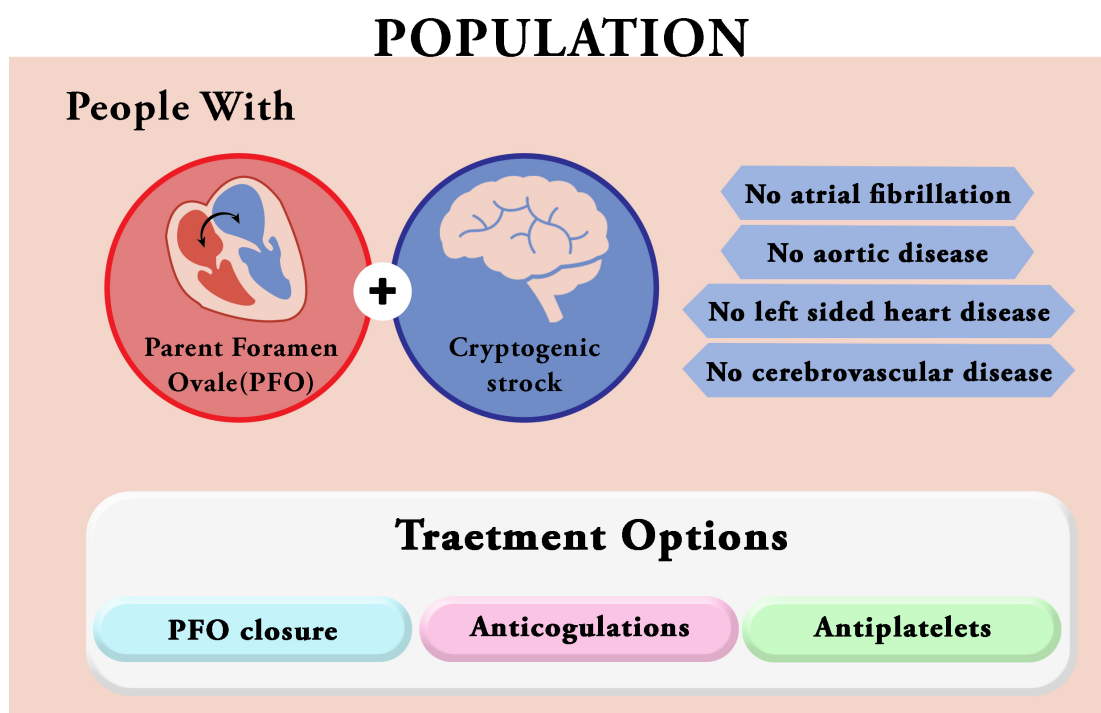 POPULATION
People With
Parent Foramen
Ovale(PFO)
+
Cryptogenic
strock
No atrial fibrillation
No aortic disease
No left sided heart disease
No cerebrovascular disease
Traetment Options
PFO closure
Anticogulations
Antiplatelets